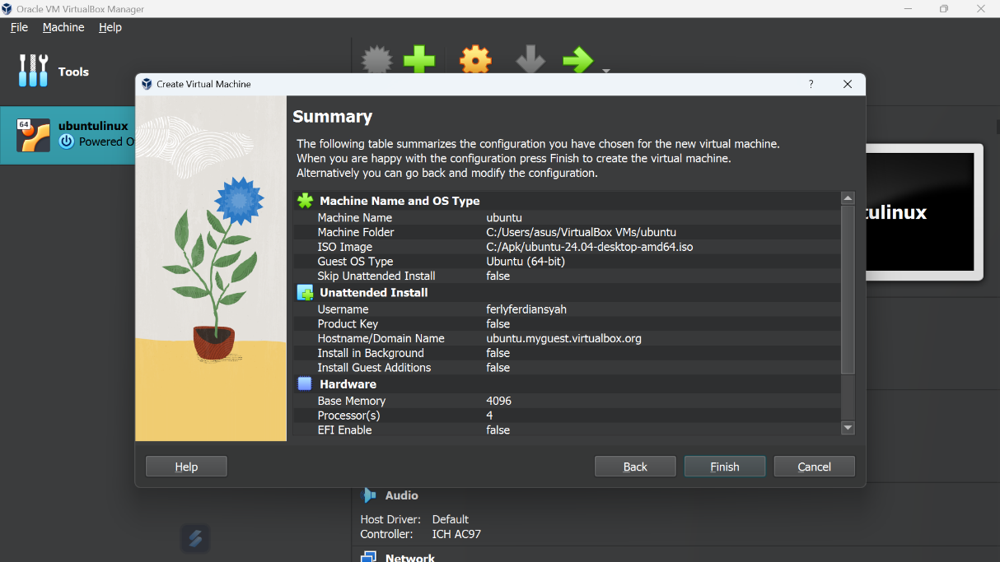 Oracle VM VirtualBox Manager
File Machine Help
Tools
64
ubuntulinux
Powered O
Create Virtual Machine ?
Summary
The following table summarizes the configuration you have chosen for the new virtual machine.
When you are happy with the configuration press Finish to create the virtual machine.
Alternatively you can go back and modify the configuration.
Machine Name and OS Type
Machine Name ubuntu
Machine Folder C:/Users/asus/VirtualBox VMs/ubuntu
ISO Image C:/Apk/ubuntu-24.04-desktop-amd64.iso
Guest OS Type Ubuntu (64-bit)
Skip Unattended Install false
Unattended Install
Username ferlyferdiansyah
Product Key false
Hostname/Domain Name ubuntu.myguest.virtualbox.org
Install in Background false
Install Guest Additions false
Hardware
Base Memory 4096
Processor(s) 4
EFI Enable false
tulinux
Help Back Finish Cancel
Audio
Host Driver: Default
Controller: ICH AC97
Network